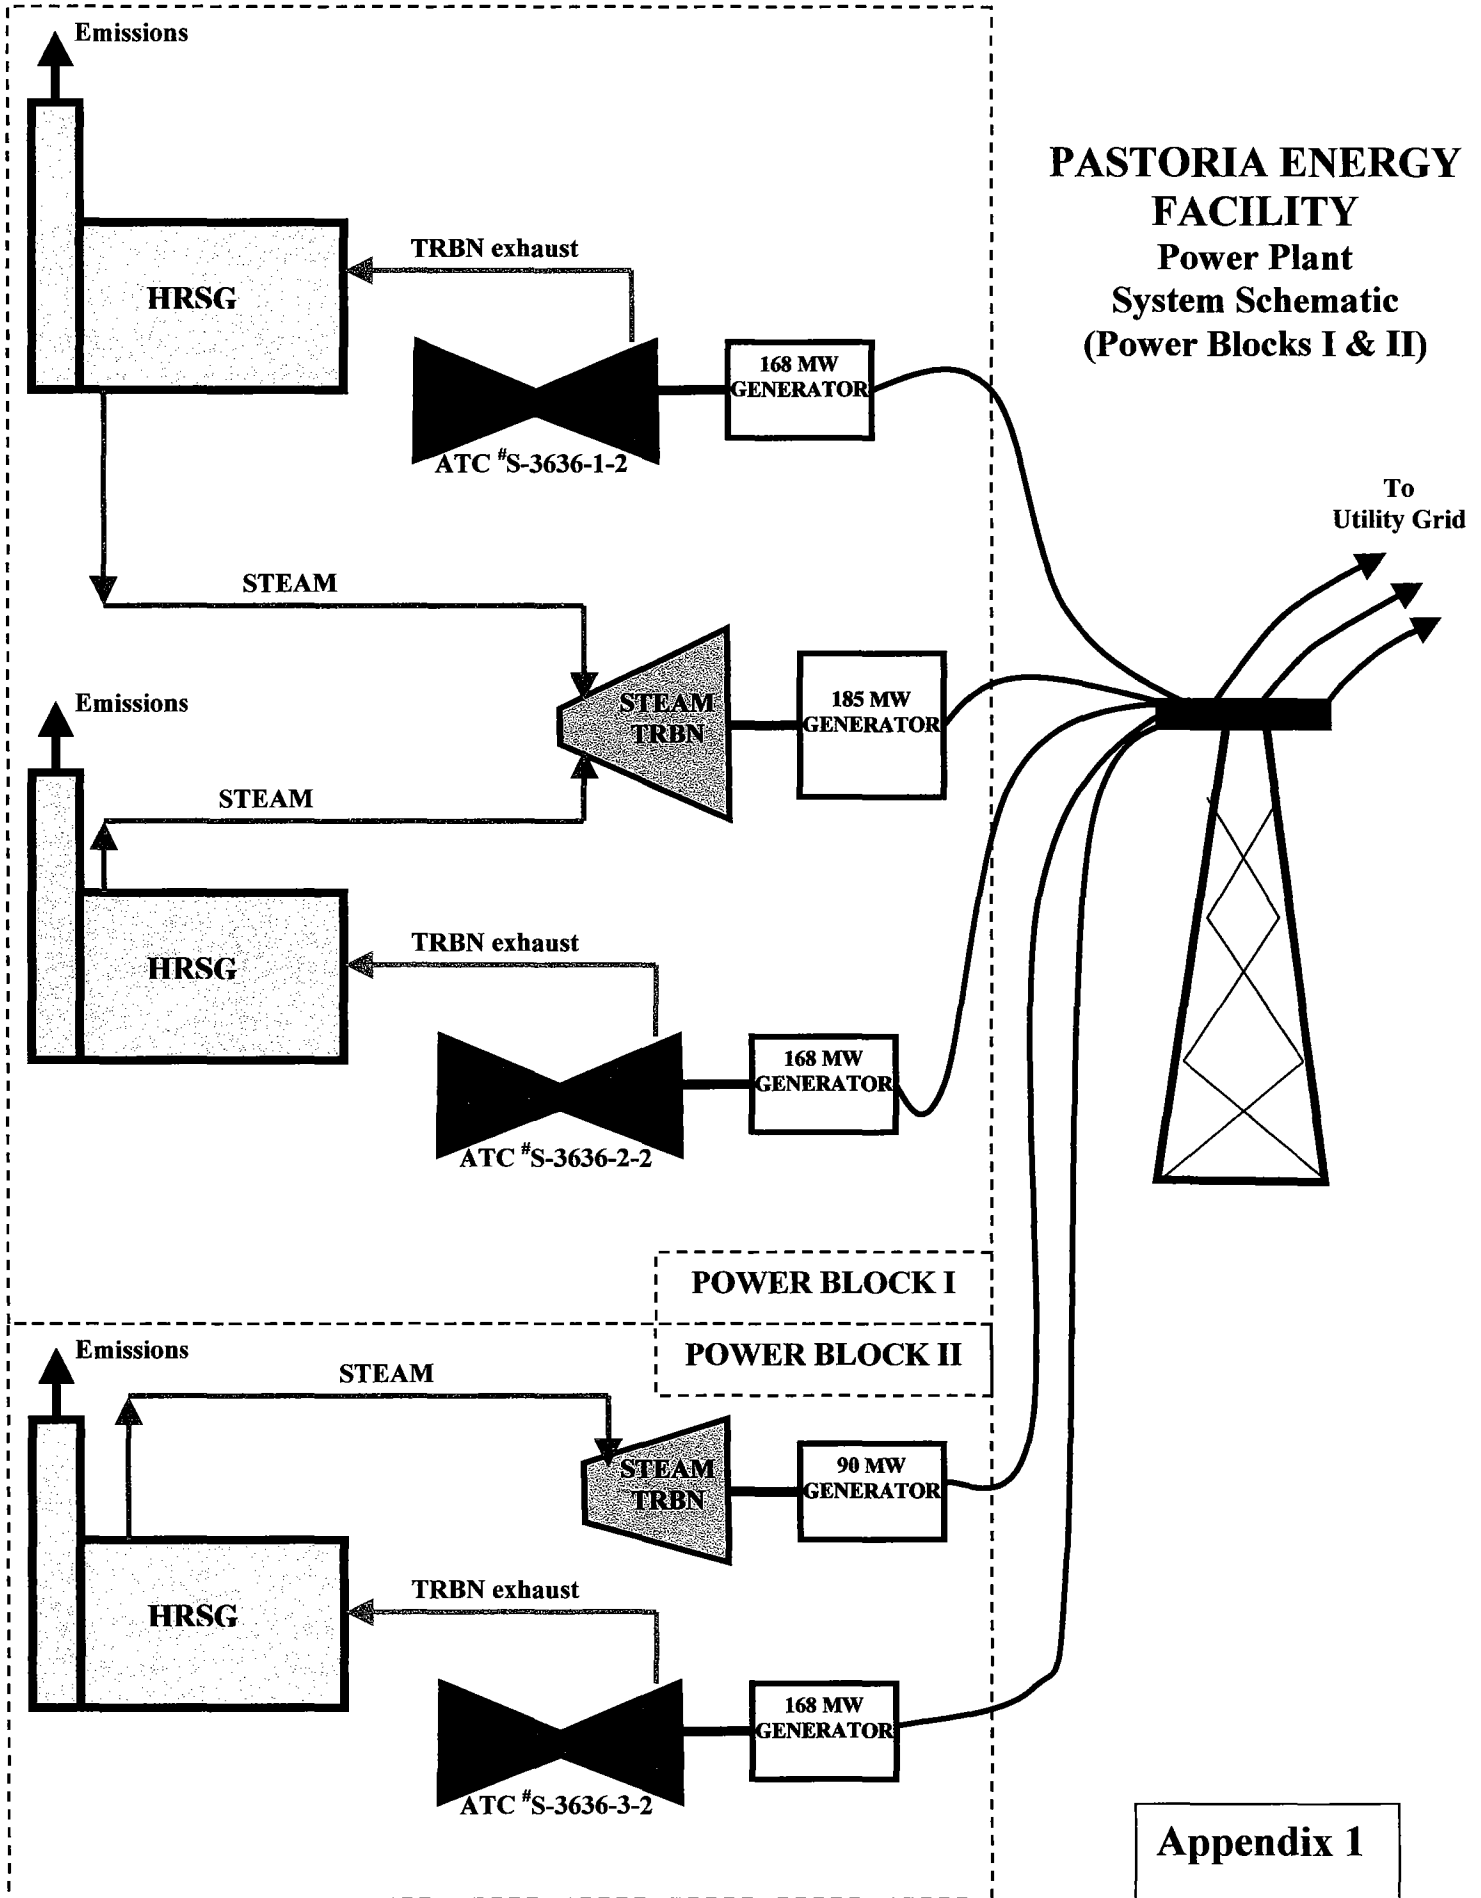 Emissions
PASTORIA ENERGY
FACILITY
Power Plant
System Schematic
(Power Blocks I & II)
TRBN exhaust
HRSG
168 MW
GENERATOR
ATC #S-3636-1-2
To
Utility Grid
STEAM
STEAM
TRBN
185 MW
GENERATOR
Emissions
STEAM
TRBN exhaust
HRSG
168 MW
GENERATOR
ATC #S-3636-2-2
POWER BLOCK I
POWER BLOCK II
Emissions
STEAM
STEAM
TRBN
90 MW
GENERATOR
TRBN exhaust
HRSG
168 MW
GENERATOR
ATC #S-3636-3-2
Appendix 1